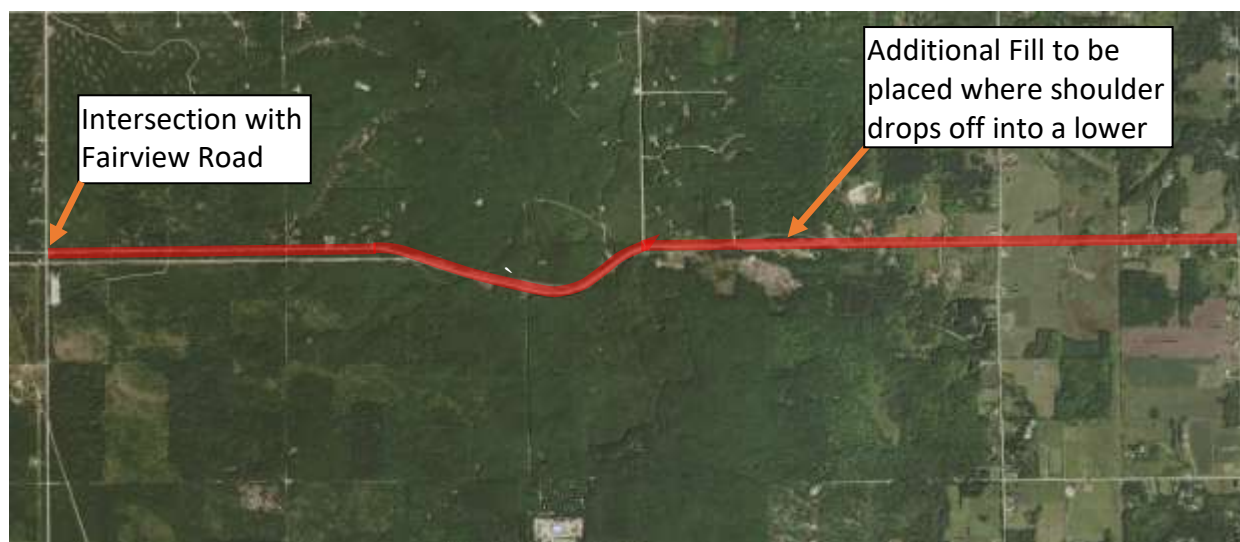 Intersection with
Fairview Road
Additional Fill to be
placed where shoulder
drops off into a lower